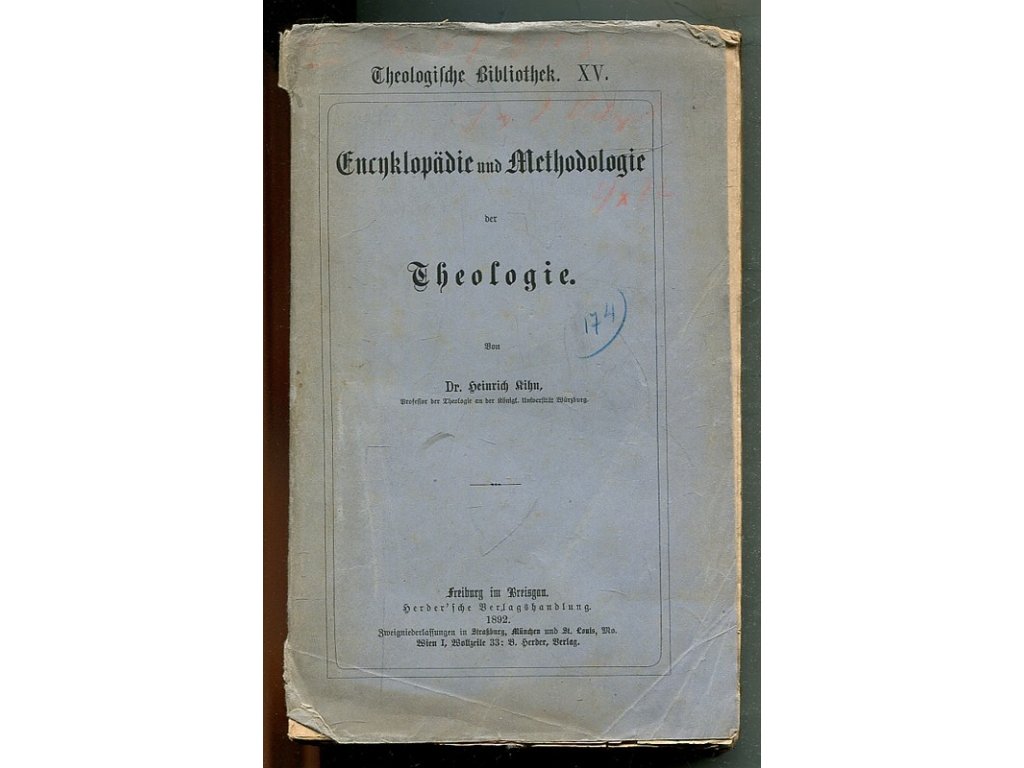 Theologische Bibliothek. XV.
Encyklopädie und Methodologie
der
Theologie.
174
Von
Dr. Heinrich Kihn,
Professor der Theologie an der Königl. Universität Würzburg.
Freiburg im Breisgau.
Herder'sche Verlagshandlung.
1892.
Zweigniederlassungen in Straßburg, München und St. Louis, Mo.
Wien I, Wollzeile 33: B. Herder, Verlag.